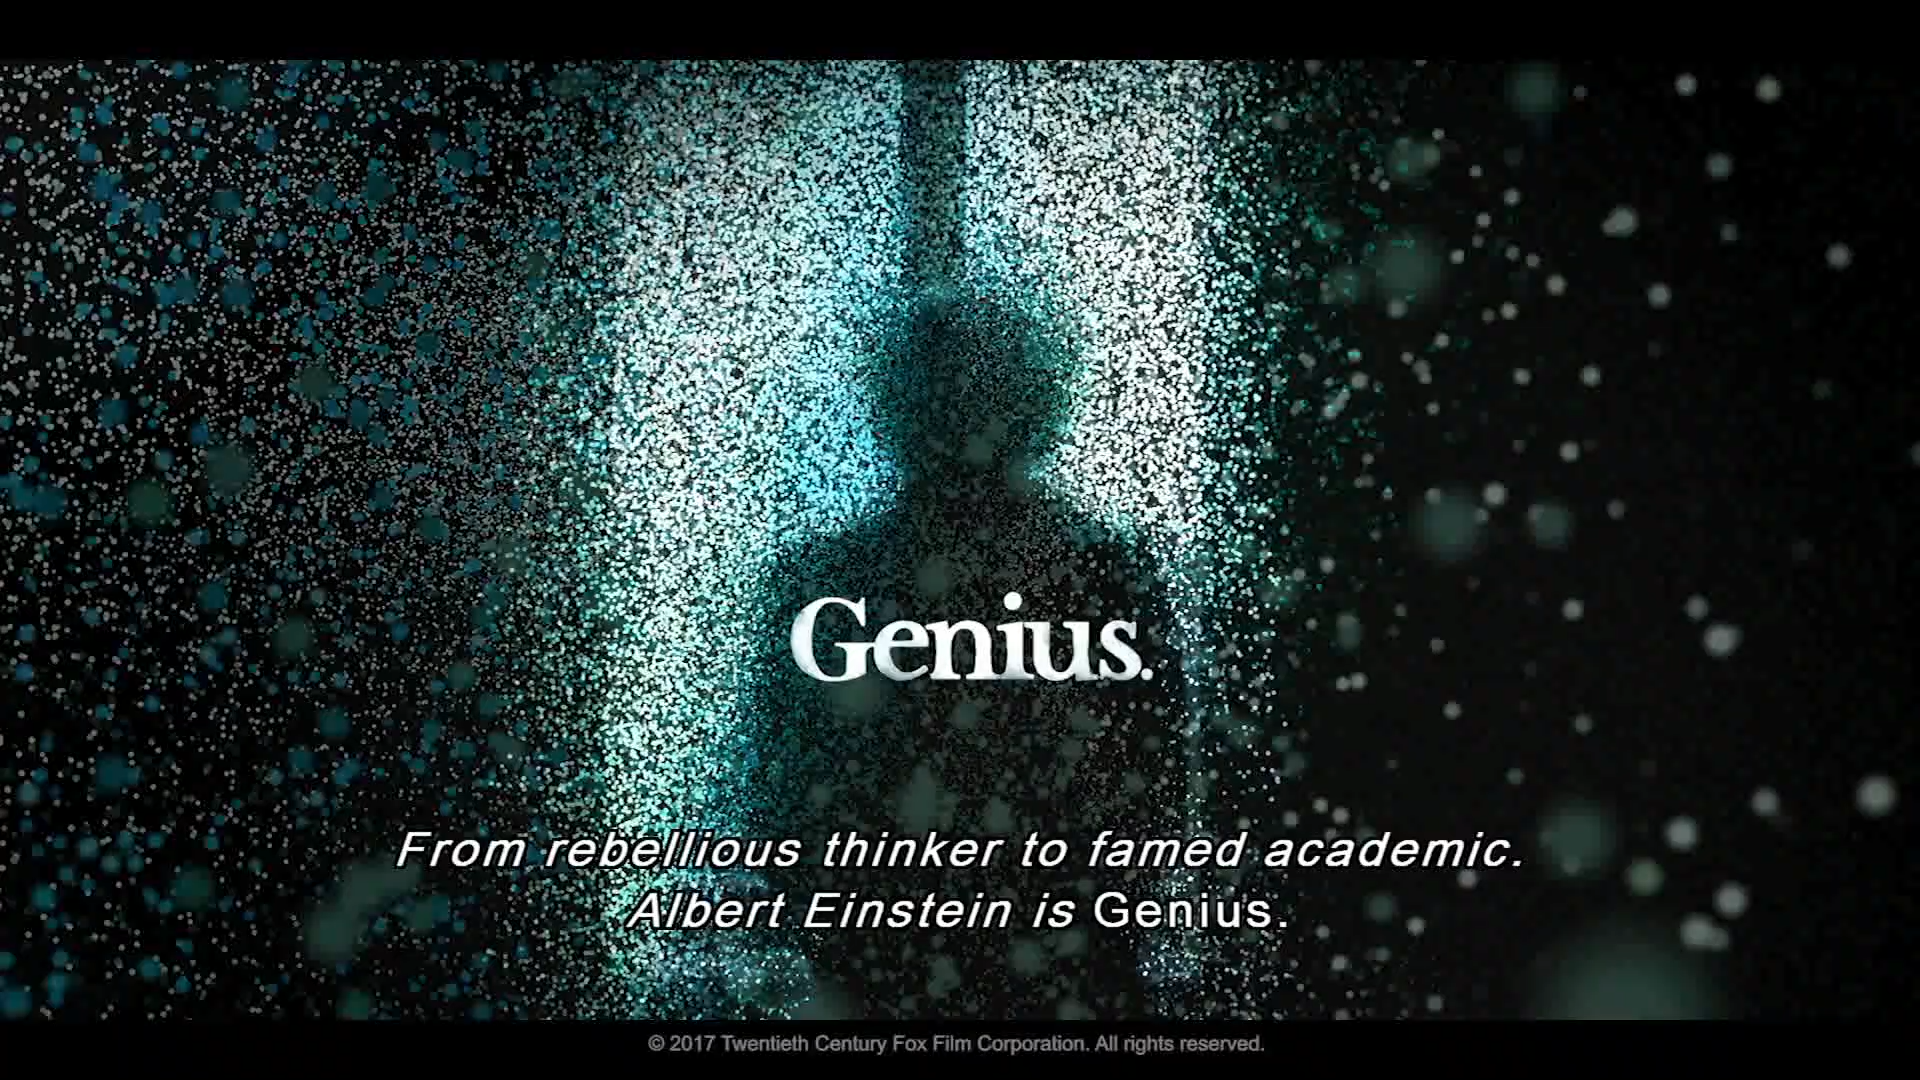 Genius.
From rebellious thinker to famed academic.
Albert Einstein is Genius.
© 2017 Twentieth Century Fox Film Corporation. All rights reserved.